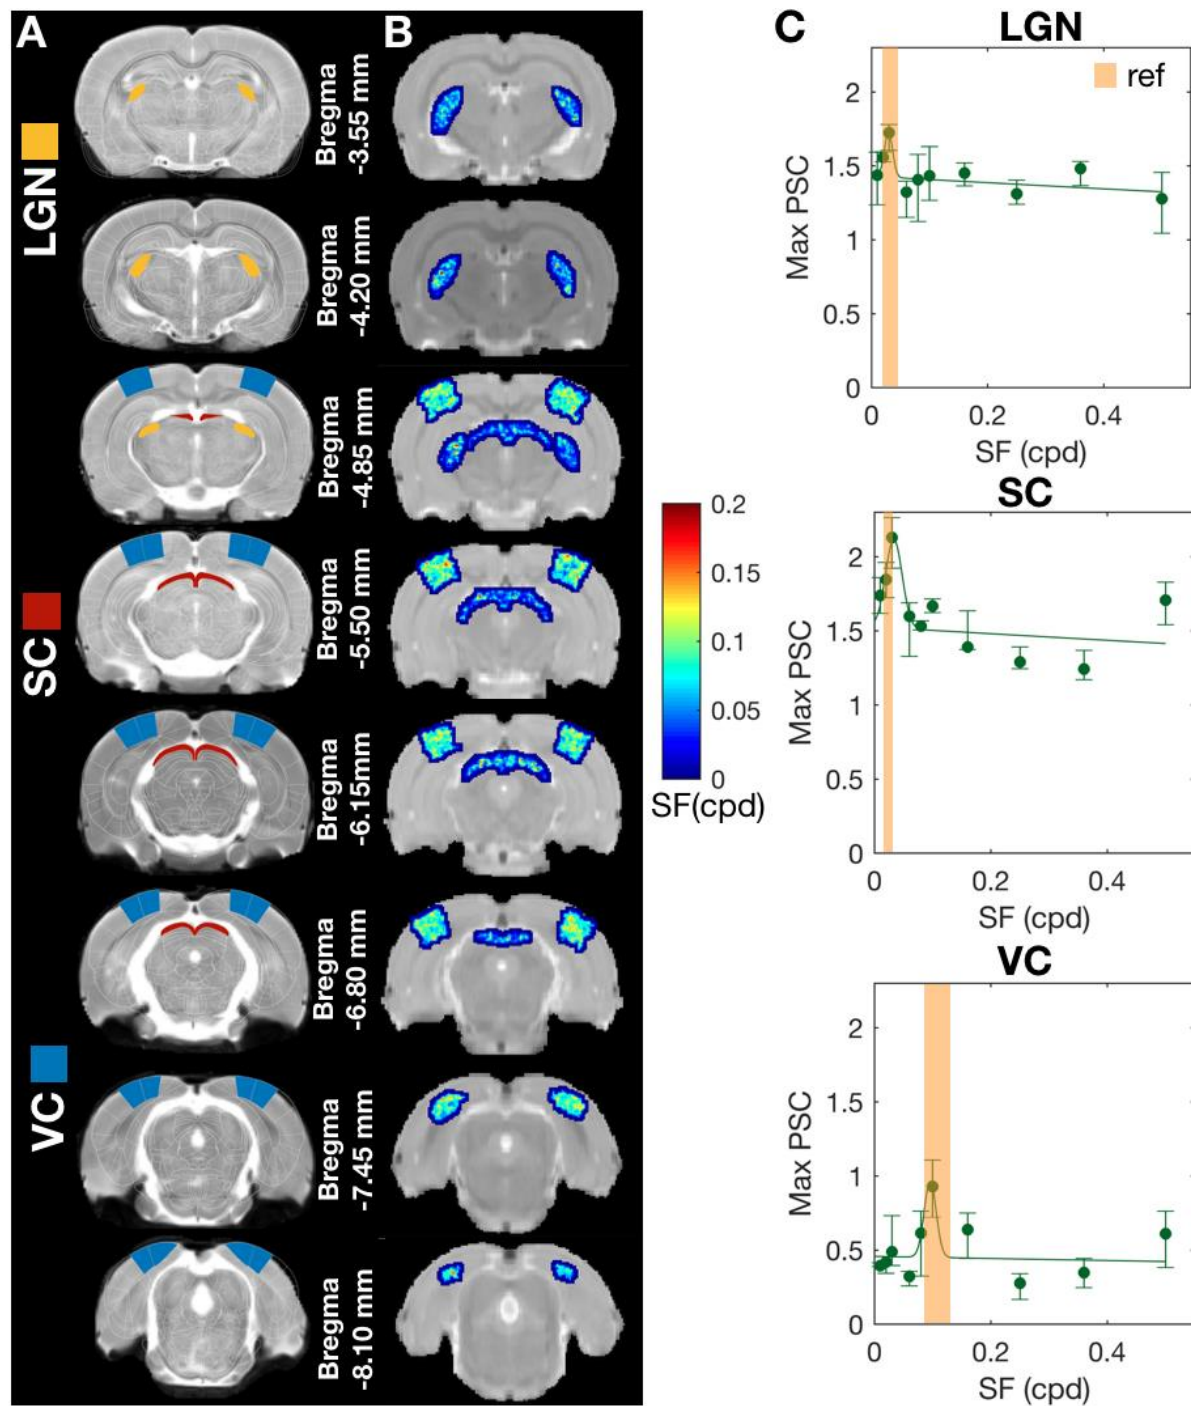 A
B
C
LGN
SC
VC
Bregma
-3.55 mm
Bregma
-4.20 mm
Bregma
-4.85 mm
Bregma
-5.50 mm
Bregma
-6.15mm
Bregma
-6.80 mm
Bregma
-7.45 mm
Bregma
-8.10 mm
0.2
0.15
0.1
0.05
0
SF(cpd)
LGN
ref
2
1.5
1
0.5
0
Max PSC
0
0.2
0.4
SF (cpd)
SC
2
1.5
1
0.5
0
Max PSC
0
0.2
0.4
SF (cpd)
VC
2
1.5
1
0.5
0
Max PSC
0
0.2
0.4
SF (cpd)